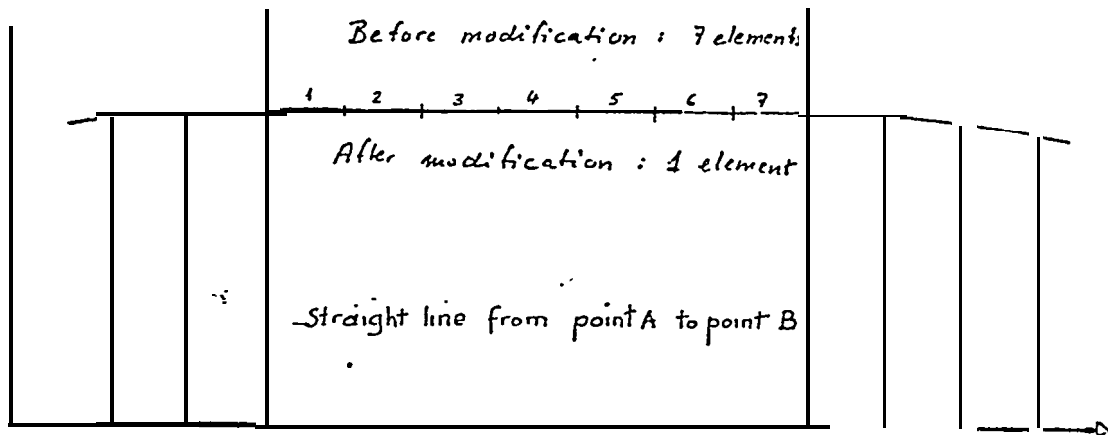 Before modification : 7 elements
1 2 3 4 5 6 7
After modification : 1 element
Straight line from point A to point B